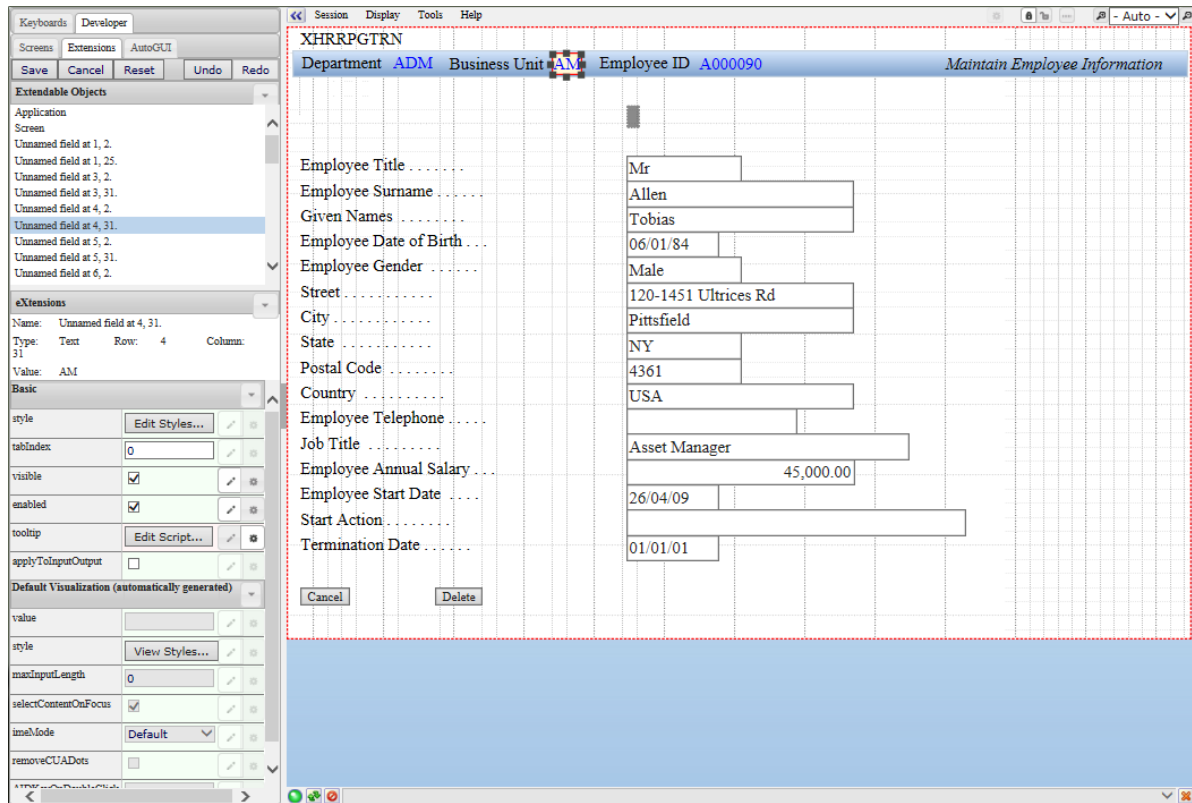 Keyboards Developer
Screens Extensions AutoGUI
Save Cancel Reset Undo Redo
Extendable Objects
Application
Screen
Unnamed field at 1, 2.
Unnamed field at 1, 25.
Unnamed field at 3, 2.
Unnamed field at 3, 31.
Unnamed field at 4, 2.
Unnamed field at 4, 31.
Unnamed field at 5, 2.
Unnamed field at 5, 31.
Unnamed field at 6, 2.
eXtensions
Name: Unnamed field at 4, 31.
Type: Text Row: 4 Column:
31
Value: AM
Basic
style Edit Styles...
tabIndex 0
visible
enabled
tooltip Edit Script...
applyToInputOutput
Default Visualization (automatically generated)
value
style View Styles...
maxInputLength 0
selectContentOnFocus
imeMode Default
removeCUADots
Session Display Tools Help
- Auto -
XHRRPGTRN
Department ADM Business Unit AM Employee ID A000090 Maintain Employee Information
Employee Title . . . . . . . Mr
Employee Surname . . . . . . Allen
Given Names . . . . . . . . Tobias
Employee Date of Birth . . . 06/01/84
Employee Gender . . . . . . Male
Street . . . . . . . . . . . 120-1451 Ultrices Rd
City . . . . . . . . . . . . Pittsfield
State . . . . . . . . . . . NY
Postal Code . . . . . . . . 4361
Country . . . . . . . . . . USA
Employee Telephone . . . . .
Job Title . . . . . . . . . Asset Manager
Employee Annual Salary . . . 45,000.00
Employee Start Date . . . . 26/04/09
Start Action . . . . . . . .
Termination Date . . . . . . 01/01/01
Cancel Delete